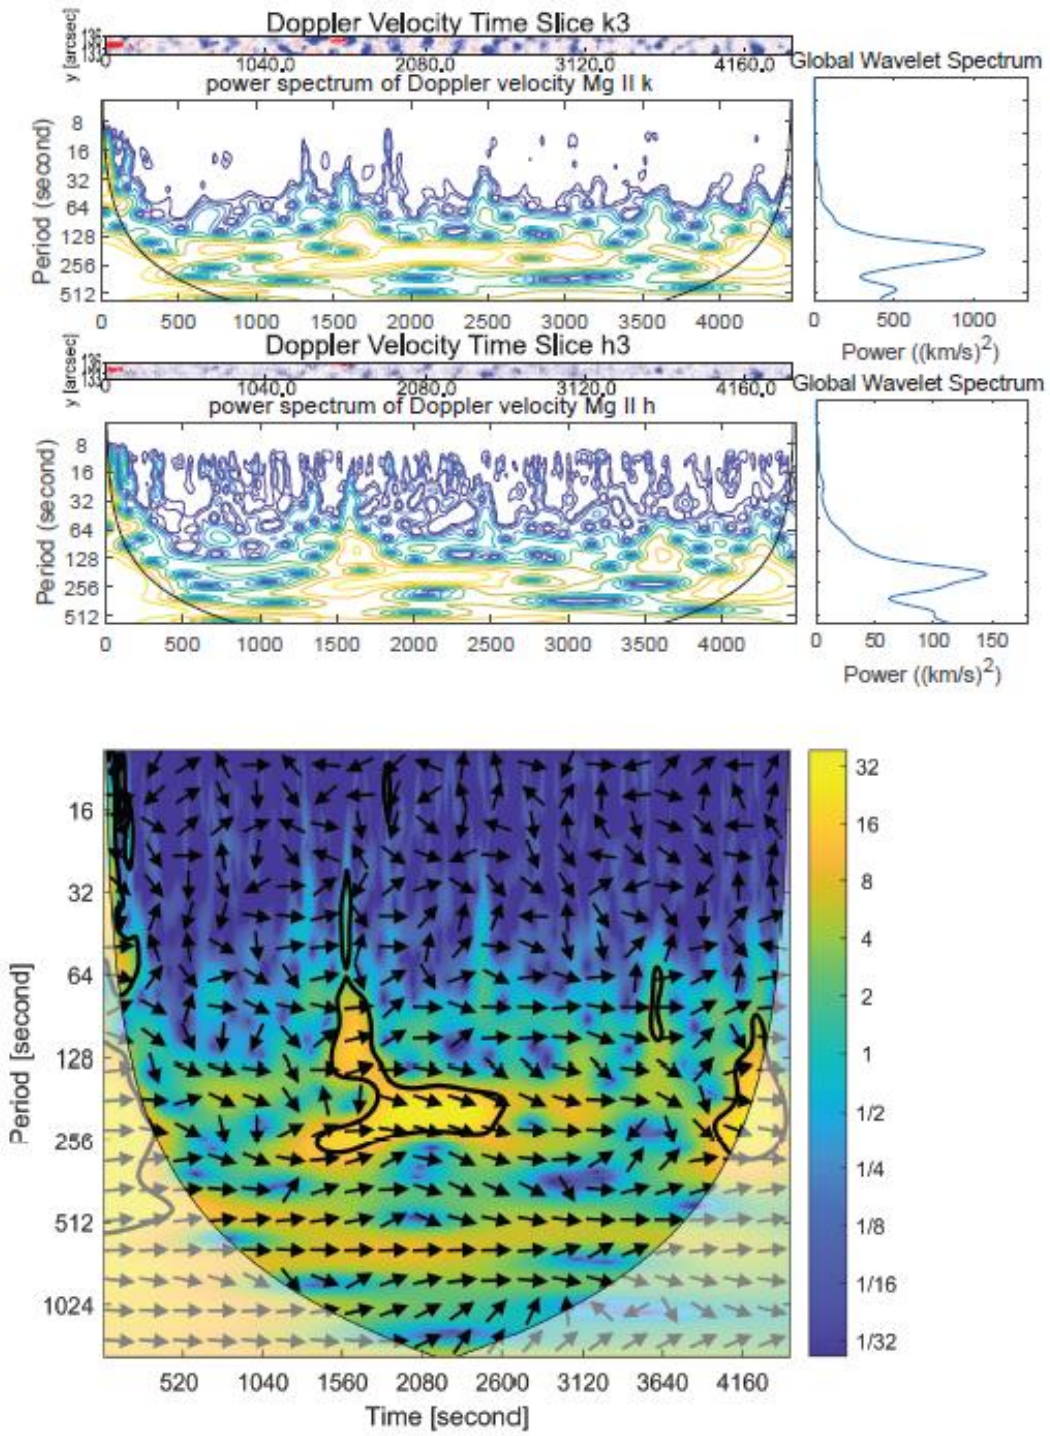 Doppler Velocity Time Slice k3
y [arcsec]
1040.0 2080.0 3120.0 4160.0
Global Wavelet Spectrum
power spectrum of Doppler velocity Mg II k
Period (second)
8
16
32
64
128
256
512
0 500 1000 1500 2000 2500 3000 3500 4000
0 500 1000
Power ((km/s)2)
Doppler Velocity Time Slice h3
y [arcsec]
1040.0 2080.0 3120.0 4160.0
Global Wavelet Spectrum
power spectrum of Doppler velocity Mg II h
Period (second)
8
16
32
64
128
256
512
0 500 1000 1500 2000 2500 3000 3500 4000
0 50 100 150
Power ((km/s)2)
Period [second]
16
32
64
128
256
512
1024
520 1040 1560 2080 2600 3120 3640 4160
Time [second]
32
16
8
4
2
1
1/2
1/4
1/8
1/16
1/32